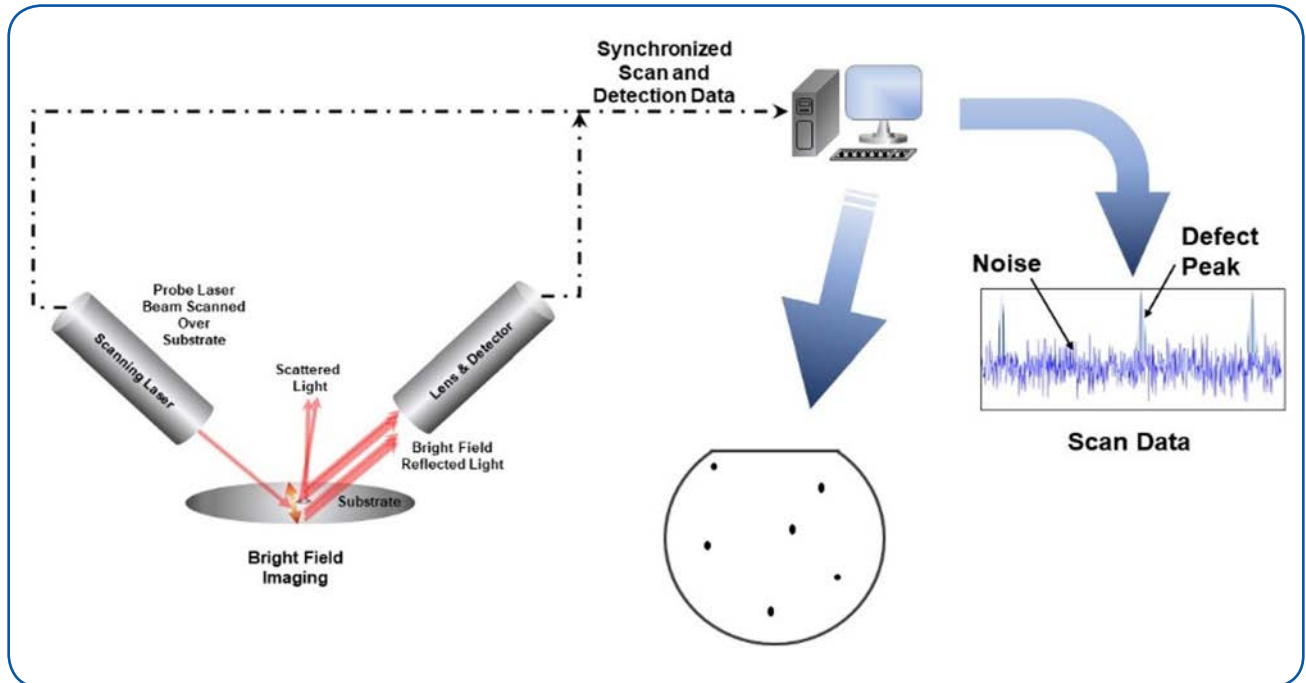 Synchronized
Scan and
Detection Data
Probe Laser
Beam Scanned
Over
Substrate
Scanning Laser
Scattered
Light
Lens & Detector
Bright Field
Reflected Light
Substrate
Bright Field
Imaging
Noise
Defect
Peak
Scan Data